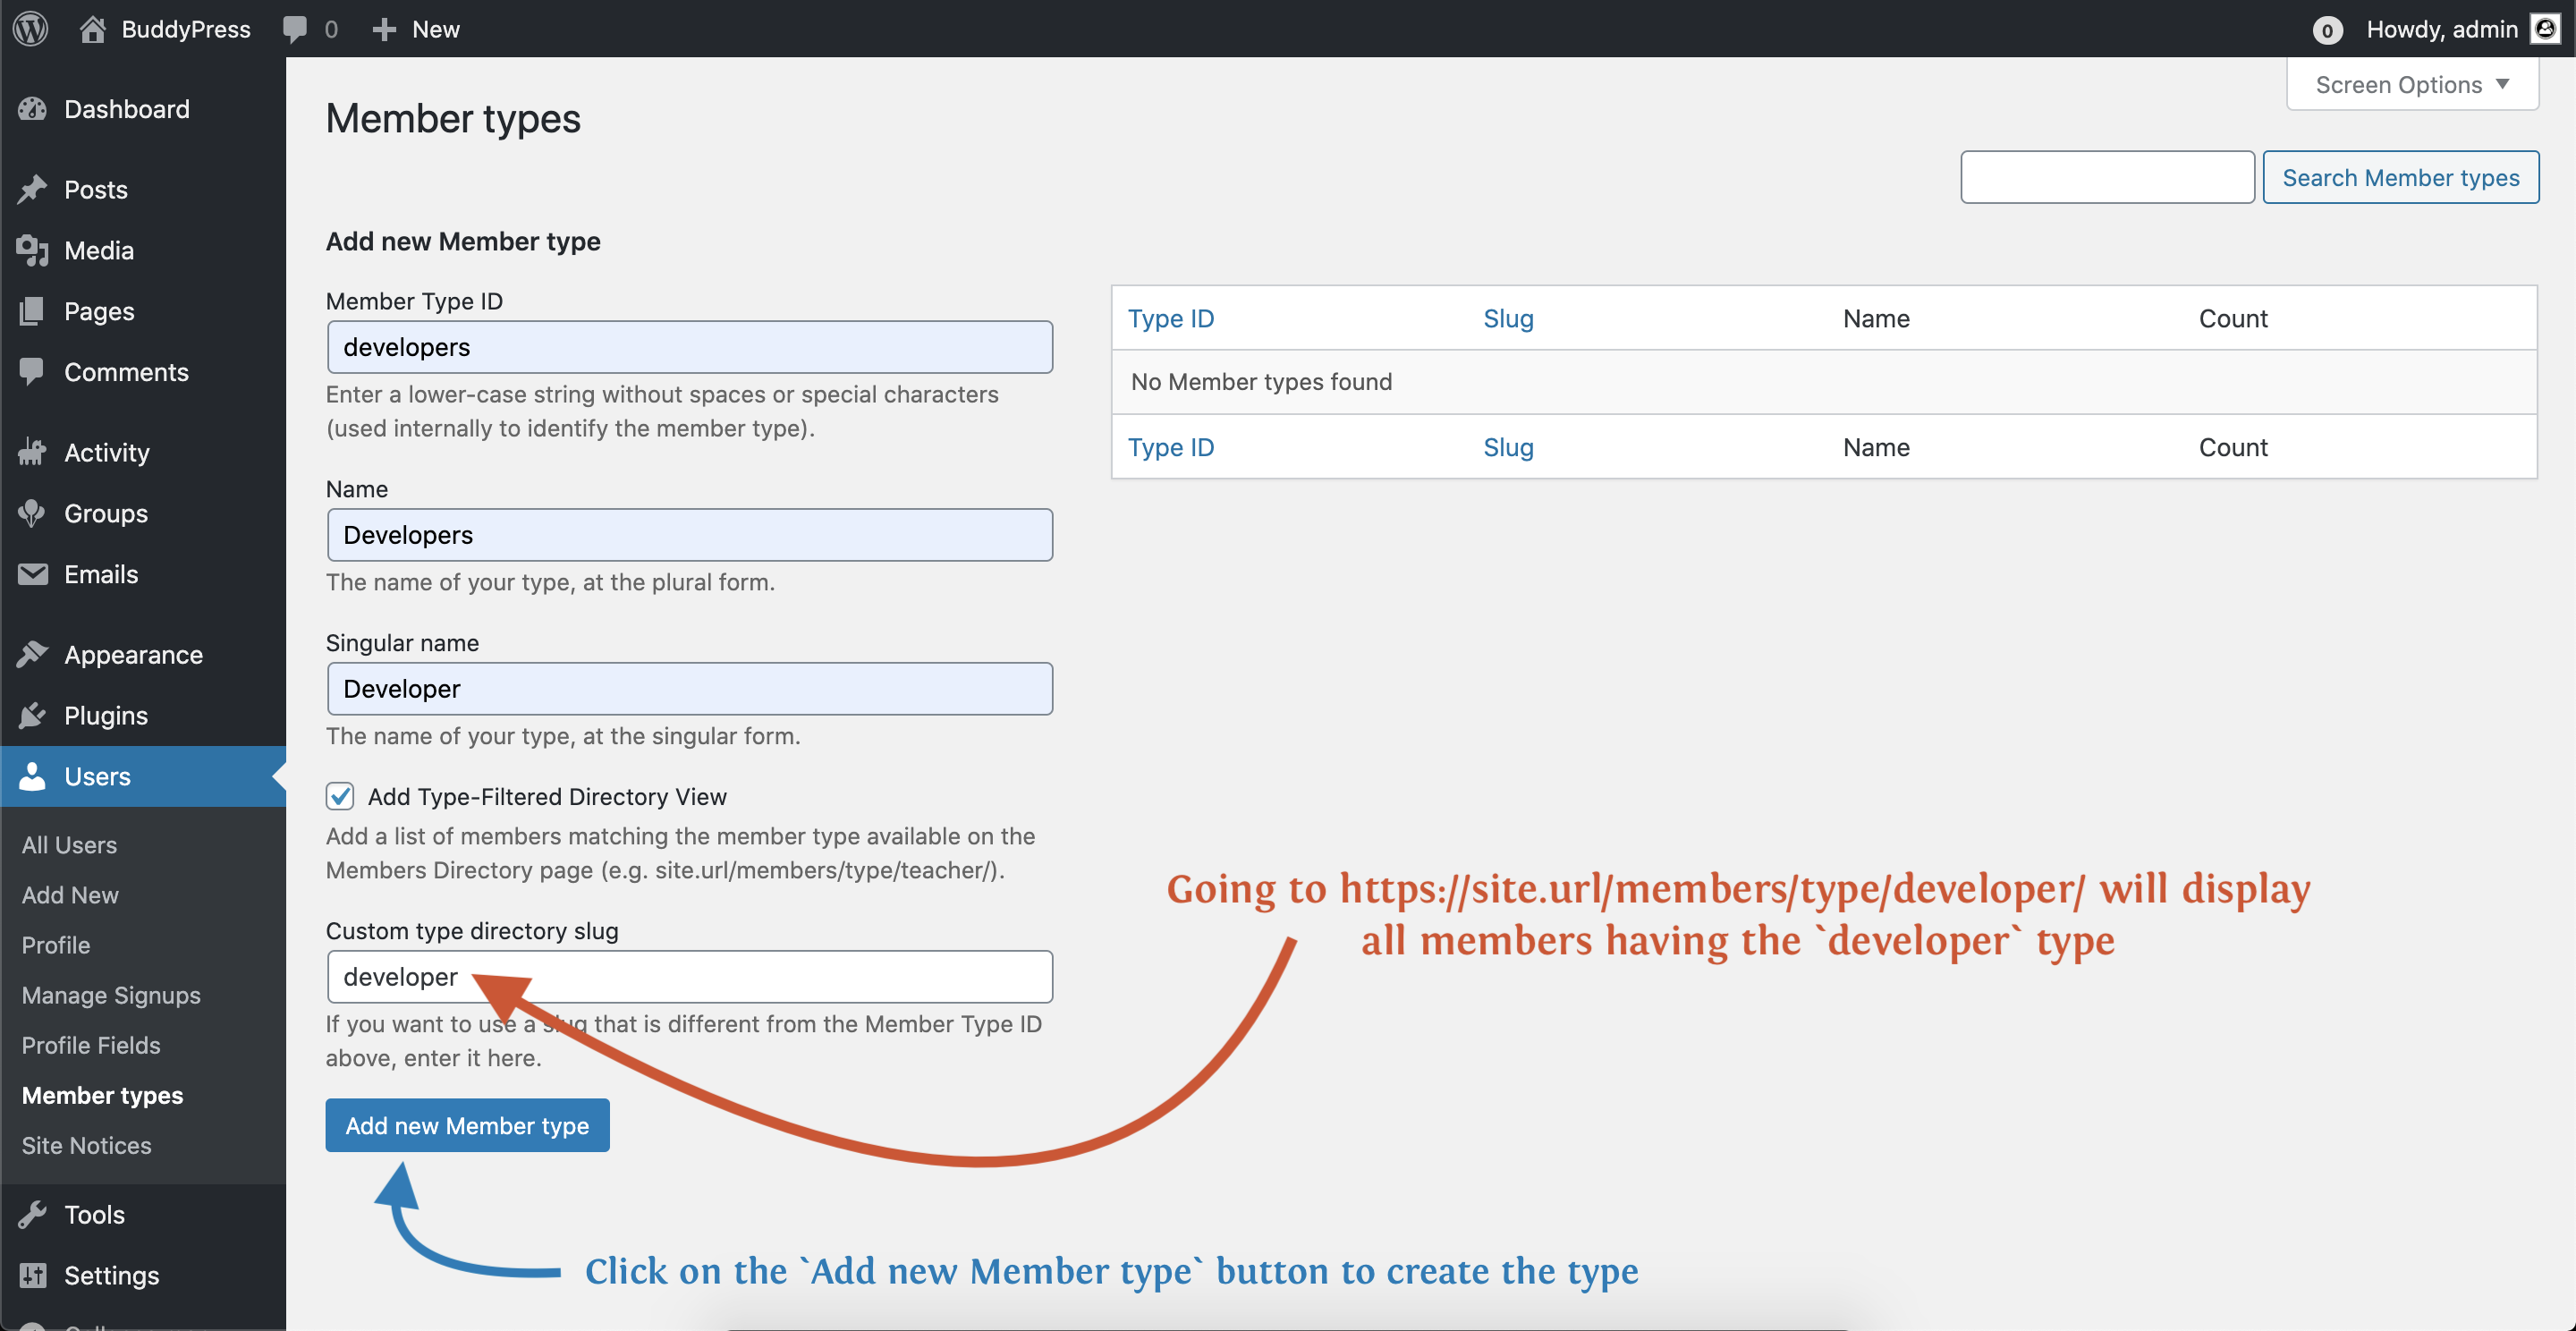 BuddyPress 0 New 0 Howdy, admin
Screen Options
Dashboard
Posts
Media
Pages
Comments
Activity
Groups
Emails
Appearance
Plugins
Users
All Users
Add New
Profile
Manage Signups
Profile Fields
Member types
Site Notices
Tools
Settings
Member types
Search Member types
Add new Member type
Member Type ID
developers
Enter a lower-case string without spaces or special characters
(used internally to identify the member type).
Name
Developers
The name of your type, at the plural form.
Singular name
Developer
The name of your type, at the singular form.
Add Type-Filtered Directory View
Add a list of members matching the member type available on the
Members Directory page (e.g. site.url/members/type/teacher/).
Custom type directory slug
developer
If you want to use a slug that is different from the Member Type ID
above, enter it here.
Add new Member type
Type ID Slug Name Count
No Member types found
Type ID Slug Name Count
Going to https://site.url/members/type/developer/ will display
all members having the `developer` type
Click on the `Add new Member type` button to create the type